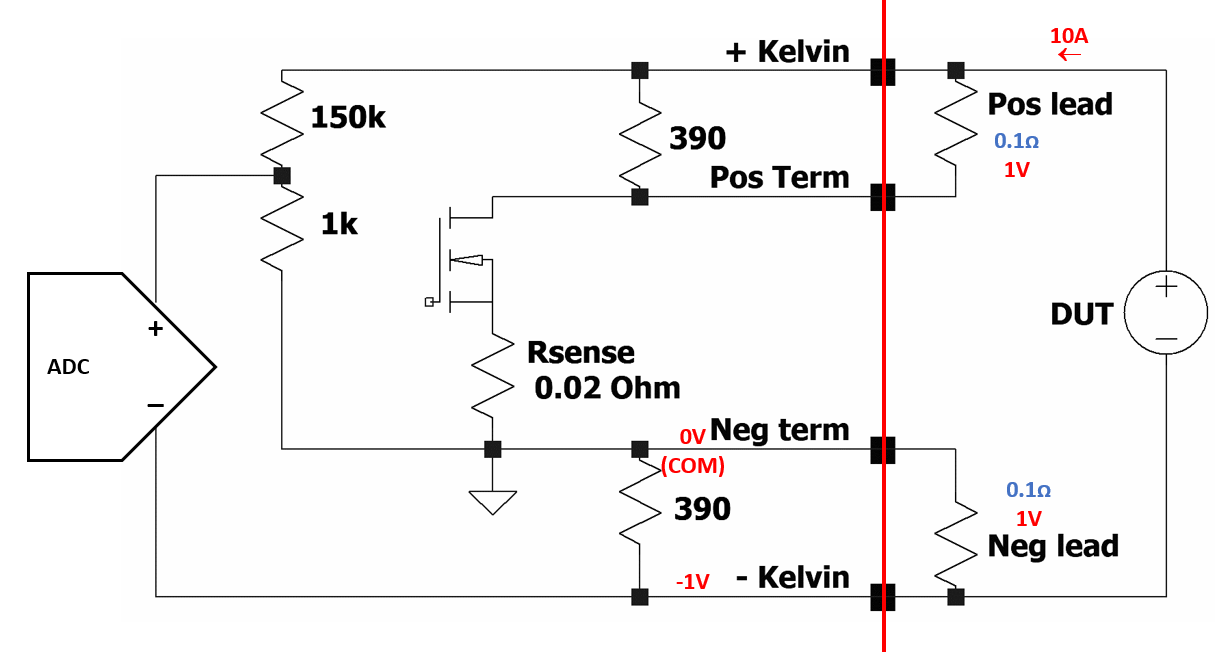 10A
←
+ Kelvin
Pos lead
150k
390
0.1Ω
1V
Pos Term
1k
DUT
+
−
+
ADC
−
Rsense
0.02 Ohm
0V
Neg term
(COM)
0.1Ω
390
1V
Neg lead
-1V
- Kelvin